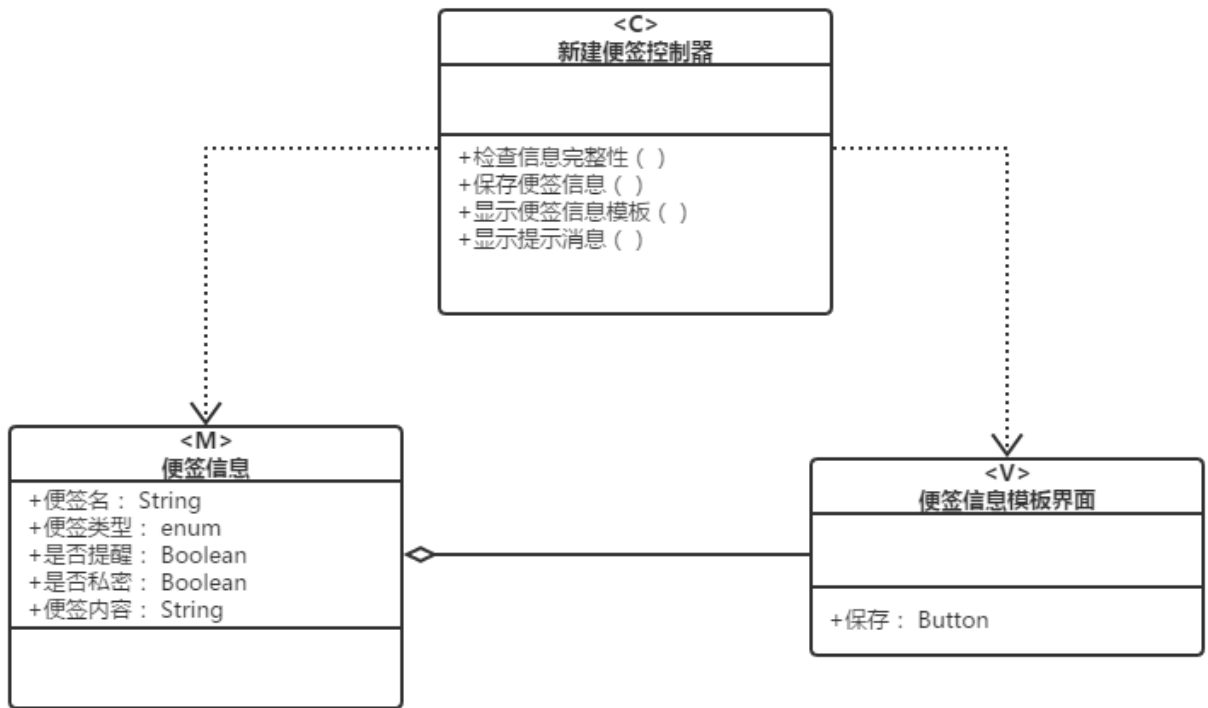 <C>
新建便签控制器
+检查信息完整性（ ）
+保存便签信息（ ）
+显示便签信息模板（ ）
+显示提示消息（ ）
<M>
便签信息
+便签名： String
+便签类型： enum
+是否提醒： Boolean
+是否私密： Boolean
+便签内容： String
<V>
便签信息模板界面
+保存： Button